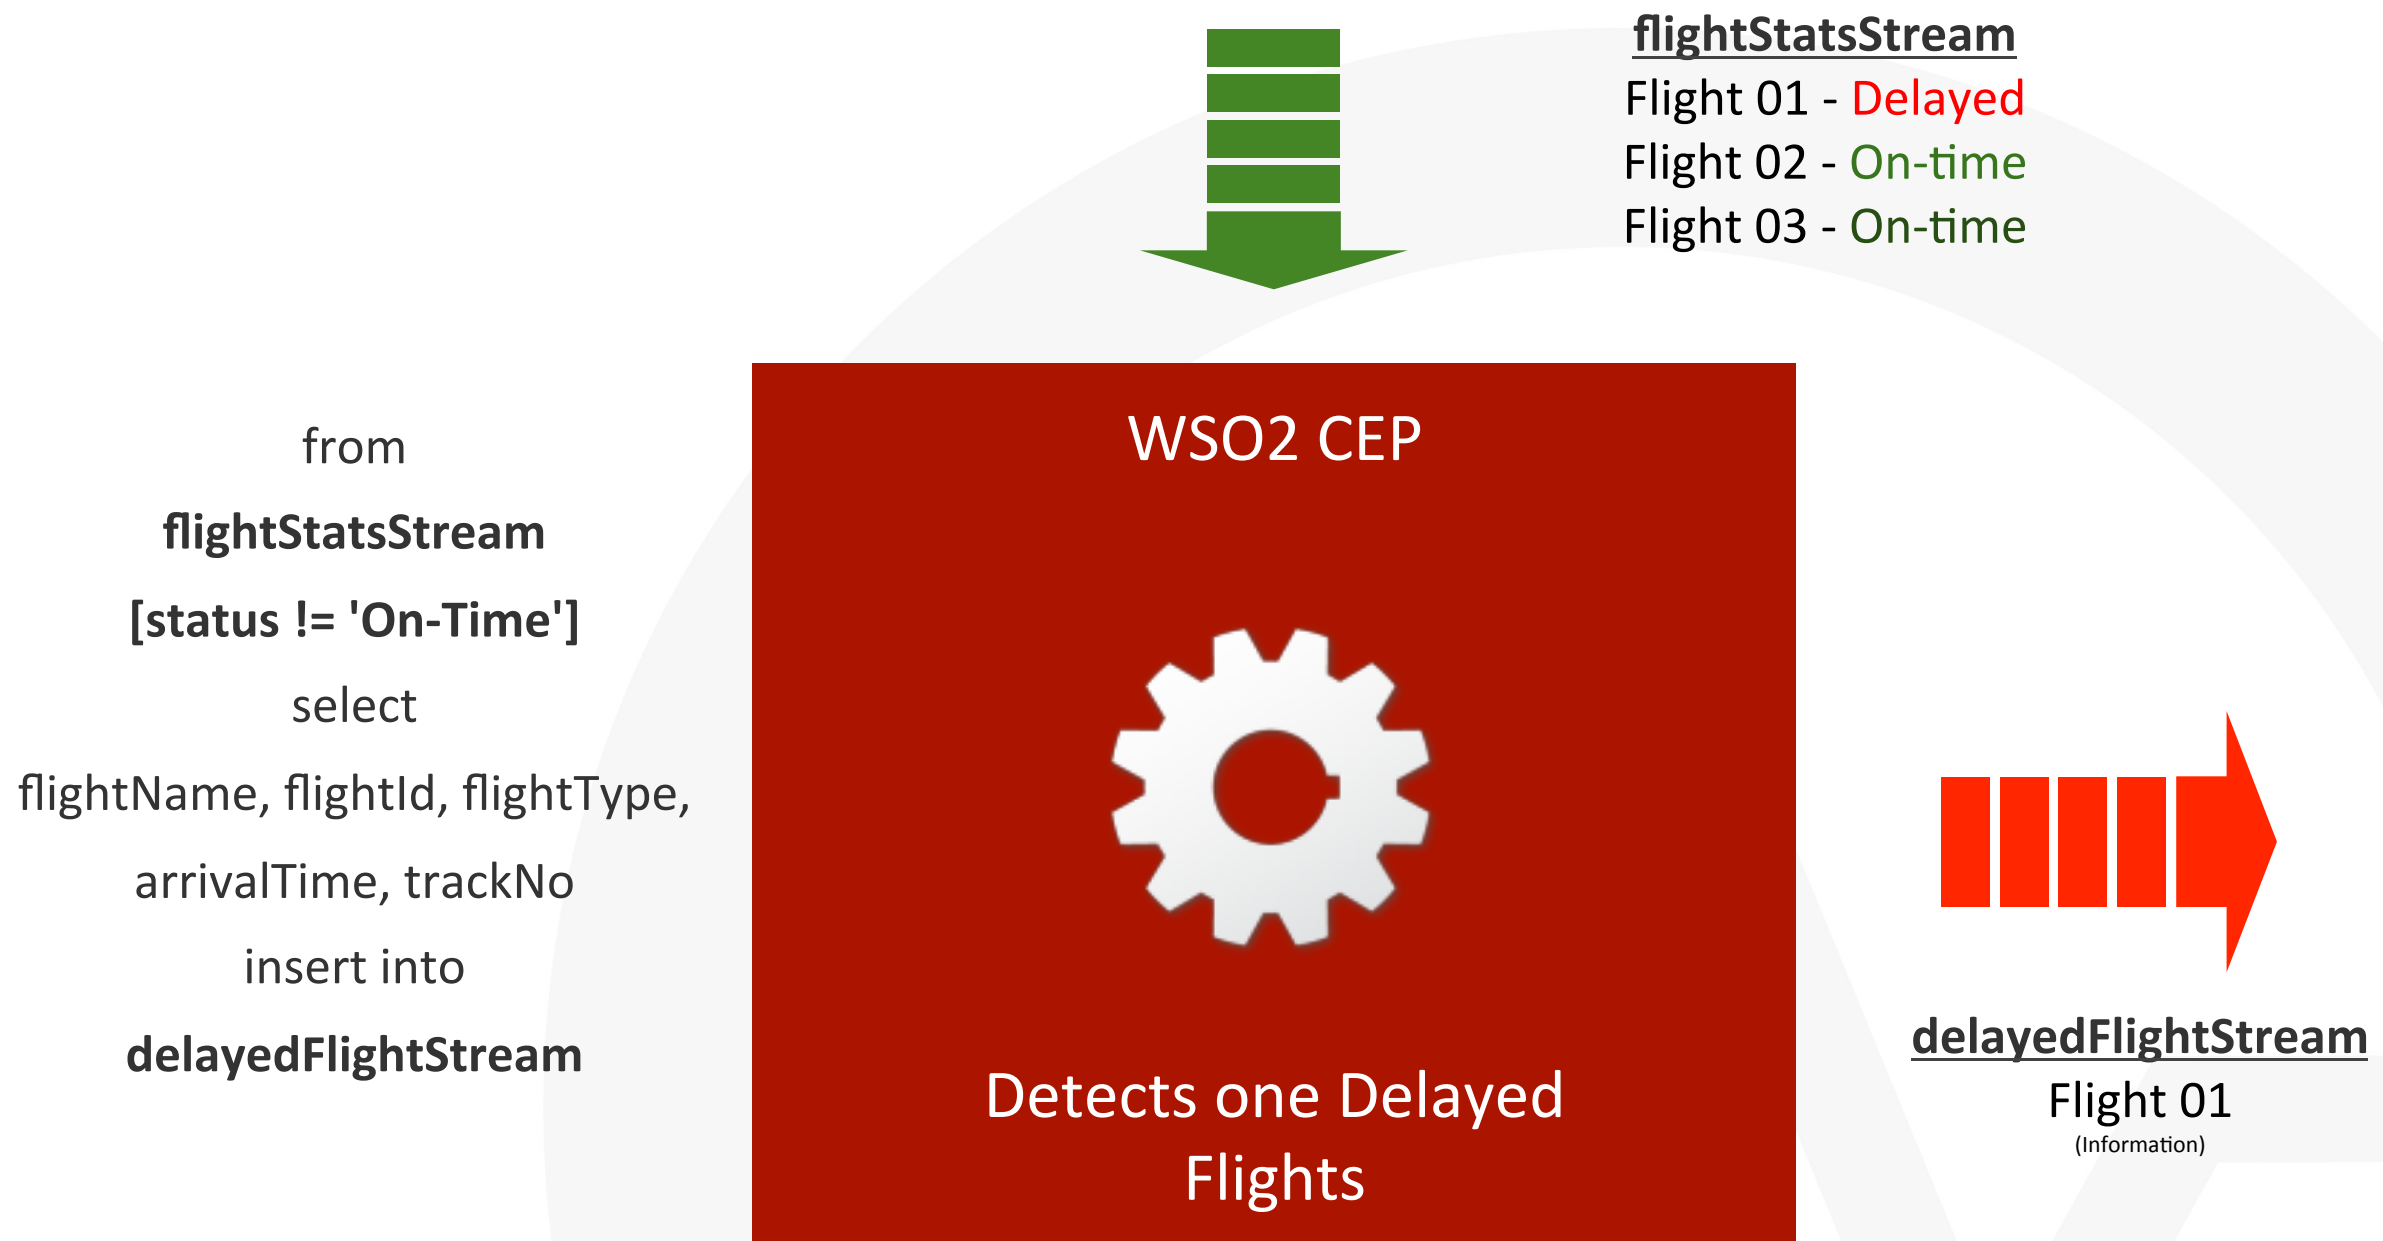 flightStatsStream
Flight 01 - Delayed
Flight 02 - On-time
Flight 03 - On-time
from
flightStatsStream
[status != 'On-Time']
select
flightName, flightId, flightType,
arrivalTime, trackNo
insert into
delayedFlightStream
WSO2 CEP
Detects one Delayed
Flights
delayedFlightStream
Flight 01
(Information)